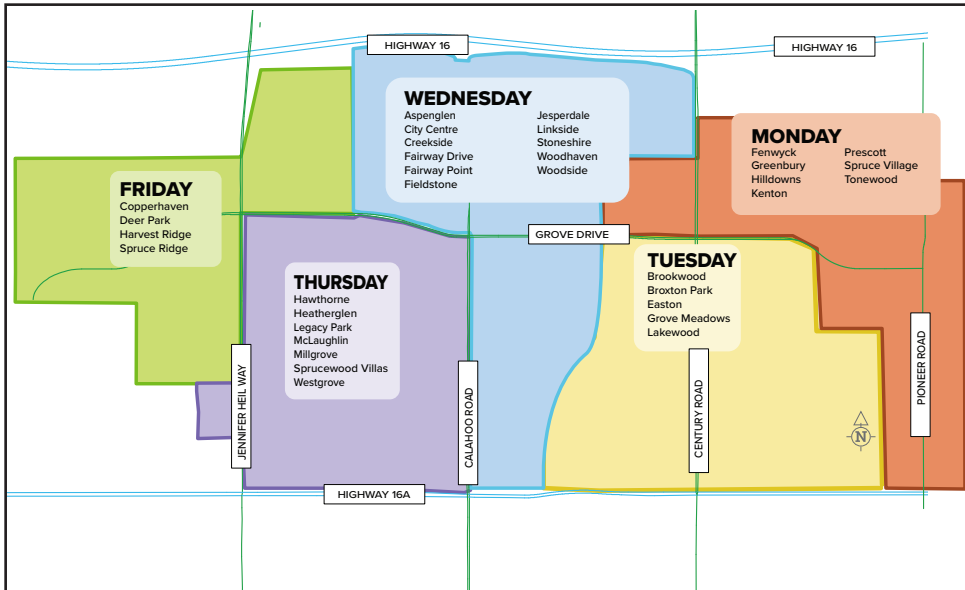 HIGHWAY 16
HIGHWAY 16
WEDNESDAY
Aspenglen
City Centre
Creekside
Fairway Drive
Fairway Point
Fieldstone
Jesperdale
Linkside
Stoneshire
Woodhaven
Woodside
MONDAY
Fenwyck
Greenbury
Hilldowns
Kenton
Prescott
Spruce Village
Tonewood
FRIDAY
Copperhaven
Deer Park
Harvest Ridge
Spruce Ridge
GROVE DRIVE
THURSDAY
Hawthorne
Heatherglen
Legacy Park
McLaughlin
Millgrove
Sprucewood Villas
Westgrove
TUESDAY
Brookwood
Broxton Park
Easton
Grove Meadows
Lakewood
JENNIFER HEIL WAY
CALAHOO ROAD
CENTURY ROAD
PIONEER ROAD
N
HIGHWAY 16A